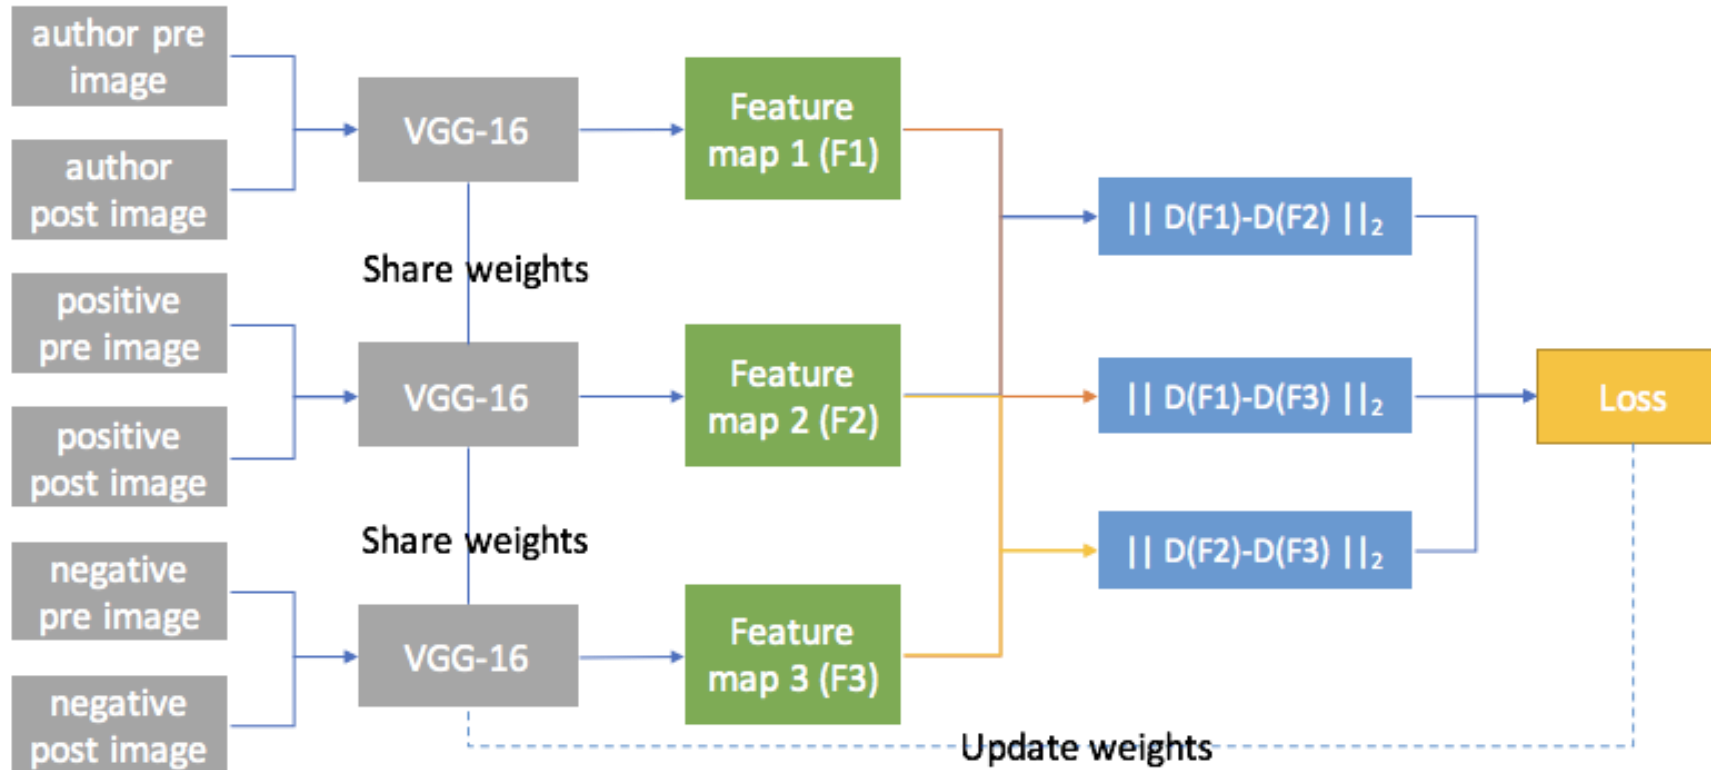 author pre
image
author
post image
positive
pre image
positive
post image
negative
pre image
negative
post image
VGG-16
Share weights
VGG-16
Share weights
VGG-16
Feature
map 1 (F1)
Feature
map 2 (F2)
Feature
map 3 (F3)
|| D(F1)-D(F2) ||₂
|| D(F1)-D(F3) ||₂
|| D(F2)-D(F3) ||₂
Loss
Update weights